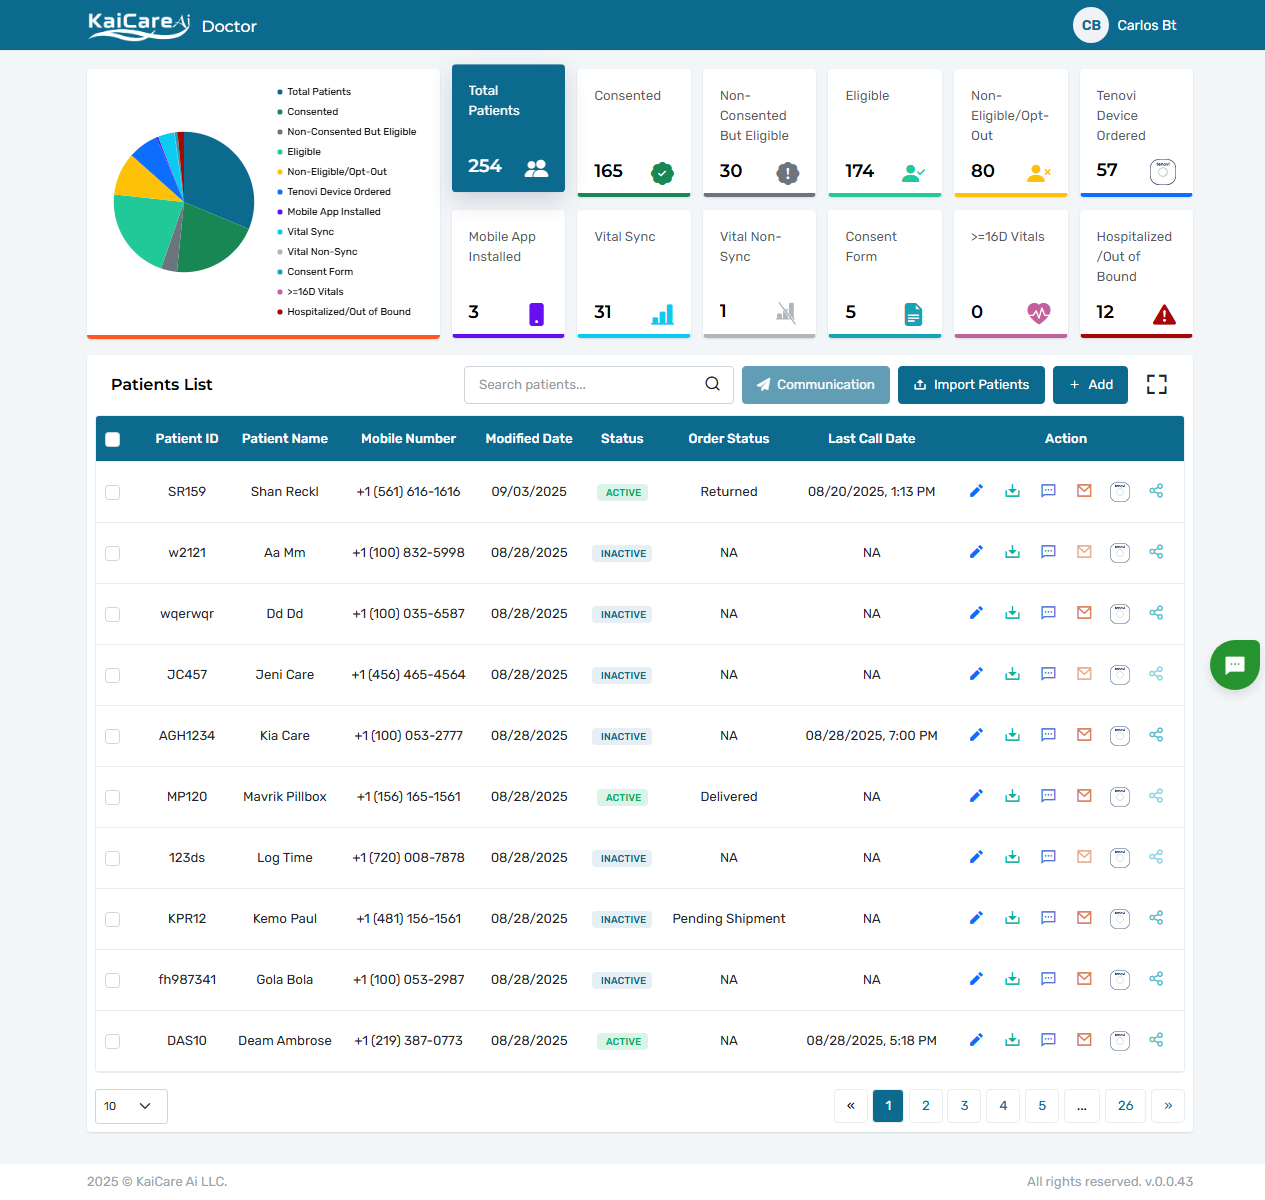 KaiCare Ai Doctor
CB Carlos Bt
Total Patients
Consented
Non-Consented But Eligible
Eligible
Non-Eligible/Opt-Out
Tenovi Device Ordered
Mobile App Installed
Vital Sync
Vital Non-Sync
Consent Form
>=16D Vitals
Hospitalized/Out of Bound
Total
Patients
254
Consented
165
Non-
Consented
But Eligible
30
Eligible
174
Non-
Eligible/Opt-
Out
80
Tenovi
Device
Ordered
57
tenovi
Mobile App
Installed
3
Vital Sync
31
Vital Non-
Sync
1
Consent
Form
5
>=16D Vitals
0
Hospitalized
/Out of
Bound
12
Patients List
Search patients...
Communication
Import Patients
+ Add
Patient ID Patient Name Mobile Number Modified Date Status Order Status Last Call Date Action
SR159 Shan Reckl +1 (561) 616-1616 09/03/2025 ACTIVE Returned 08/20/2025, 1:13 PM
w2121 Aa Mm +1 (100) 832-5998 08/28/2025 INACTIVE NA NA
wqerwqr Dd Dd +1 (100) 035-6587 08/28/2025 INACTIVE NA NA
JC457 Jeni Care +1 (456) 465-4564 08/28/2025 INACTIVE NA NA
AGH1234 Kia Care +1 (100) 053-2777 08/28/2025 INACTIVE NA 08/28/2025, 7:00 PM
MP120 Mavrik Pillbox +1 (156) 165-1561 08/28/2025 ACTIVE Delivered NA
123ds Log Time +1 (720) 008-7878 08/28/2025 INACTIVE NA NA
KPR12 Kemo Paul +1 (481) 156-1561 08/28/2025 INACTIVE Pending Shipment NA
fh987341 Gola Bola +1 (100) 053-2987 08/28/2025 INACTIVE NA NA
DAS10 Deam Ambrose +1 (219) 387-0773 08/28/2025 ACTIVE NA 08/28/2025, 5:18 PM
10
« 1 2 3 4 5 ... 26 »
2025 © KaiCare Ai LLC.
All rights reserved. v.0.0.43